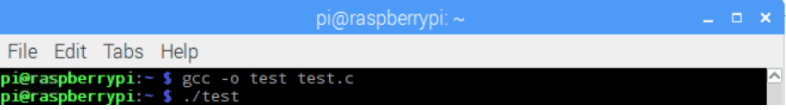 pi@raspberrypi: ~
File Edit Tabs Help
pi@raspberrypi:~ $ gcc -o test test.c
pi@raspberrypi:~ $ ./test